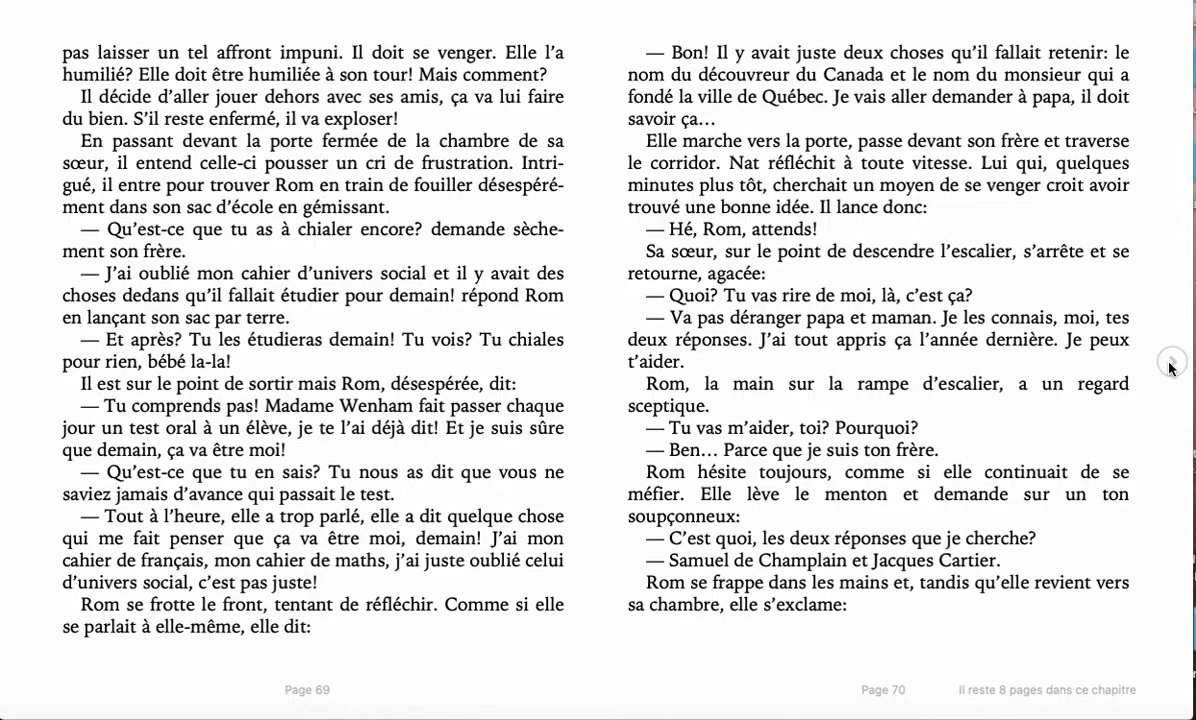 pas laisser un tel affront impuni. Il doit se venger. Elle l’a
humilié? Elle doit être humiliée à son tour! Mais comment?
Il décide d’aller jouer dehors avec ses amis, ça va lui faire
du bien. S’il reste enfermé, il va exploser!
En passant devant la porte fermée de la chambre de sa
sœur, il entend celle-ci pousser un cri de frustration. Intri-
gué, il entre pour trouver Rom en train de fouiller désespéré-
ment dans son sac d’école en gémissant.
— Qu’est-ce que tu as à chialer encore? demande sèche-
ment son frère.
— J’ai oublié mon cahier d’univers social et il y avait des
choses dedans qu’il fallait étudier pour demain! répond Rom
en lançant son sac par terre.
— Et après? Tu les étudieras demain! Tu vois? Tu chiales
pour rien, bébé la-la!
Il est sur le point de sortir mais Rom, désespérée, dit:
— Tu comprends pas! Madame Wenham fait passer chaque
jour un test oral à un élève, je te l’ai déjà dit! Et je suis sûre
que demain, ça va être moi!
— Qu’est-ce que tu en sais? Tu nous as dit que vous ne
saviez jamais d’avance qui passait le test.
— Tout à l’heure, elle a trop parlé, elle a dit quelque chose
qui me fait penser que ça va être moi, demain! J’ai mon
cahier de français, mon cahier de maths, j’ai juste oublié celui
d’univers social, c’est pas juste!
Rom se frotte le front, tentant de réfléchir. Comme si elle
se parlait à elle-même, elle dit:
Page 69
— Bon! Il y avait juste deux choses qu’il fallait retenir: le
nom du découvreur du Canada et le nom du monsieur qui a
fondé la ville de Québec. Je vais aller demander à papa, il doit
savoir ça…
Elle marche vers la porte, passe devant son frère et traverse
le corridor. Nat réfléchit à toute vitesse. Lui qui, quelques
minutes plus tôt, cherchait un moyen de se venger croit avoir
trouvé une bonne idée. Il lance donc:
— Hé, Rom, attends!
Sa sœur, sur le point de descendre l’escalier, s’arrête et se
retourne, agacée:
— Quoi? Tu vas rire de moi, là, c’est ça?
— Va pas déranger papa et maman. Je les connais, moi, tes
deux réponses. J’ai tout appris ça l’année dernière. Je peux
t’aider.
Rom, la main sur la rampe d’escalier, a un regard
sceptique.
— Tu vas m’aider, toi? Pourquoi?
— Ben… Parce que je suis ton frère.
Rom hésite toujours, comme si elle continuait de se
méfier. Elle lève le menton et demande sur un ton
soupçonneux:
— C’est quoi, les deux réponses que je cherche?
— Samuel de Champlain et Jacques Cartier.
Rom se frappe dans les mains et, tandis qu’elle revient vers
sa chambre, elle s’exclame:
Page 70
Il reste 8 pages dans ce chapitre